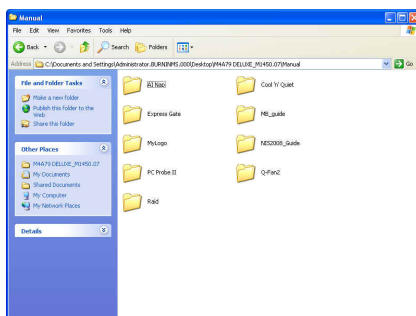 Manual
File Edit View Favorites Tools Help
Back Search Folders
Address C:\Documents and Settings\Administrator.BURNINMS.000\Desktop\M4A79 DELUXE_M1450.07\Manual Go
File and Folder Tasks
Make a new folder
Publish this folder to the Web
Share this folder
Other Places
M4A79 DELUXE_M1450.07
My Documents
Shared Documents
My Computer
My Network Places
Details
AI Nap
Cool 'n' Quiet
Express Gate
MB_guide
MyLogo
NIS2008_Guide
PC Probe II
Q-Fan2
Raid